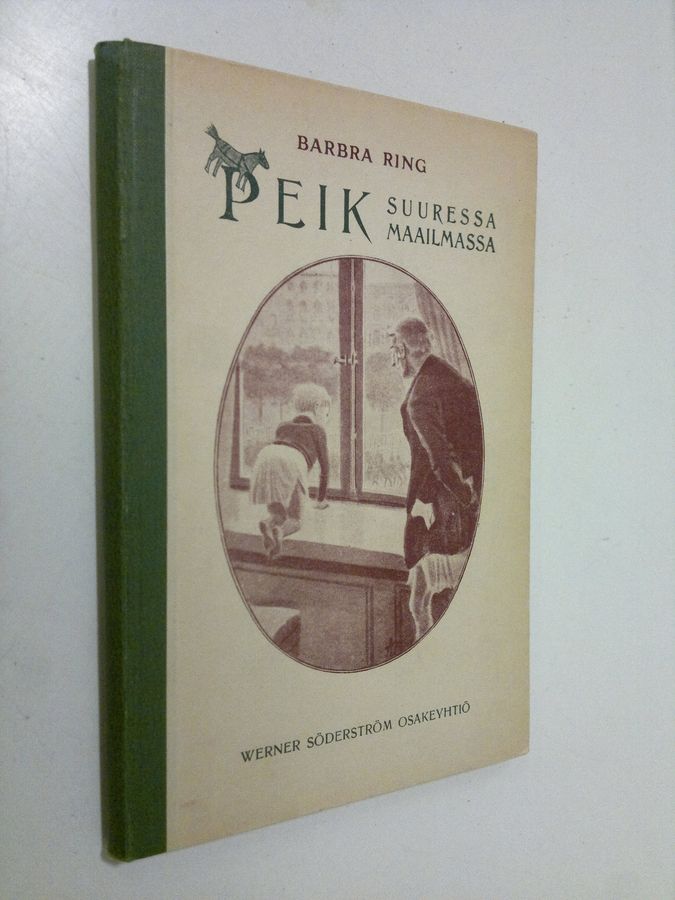 BARBRA RING
PEIK SUURESSA
MAAILMASSA
WERNER SÖDERSTRÖM OSAKEYHTIÖ